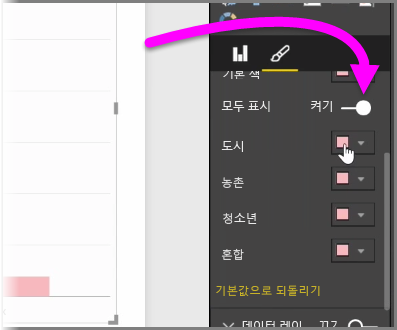 기본 색
모두 표시 켜기
도시
농촌
청소년
혼합
기본값으로 되돌리기
데이터 레이 끄기